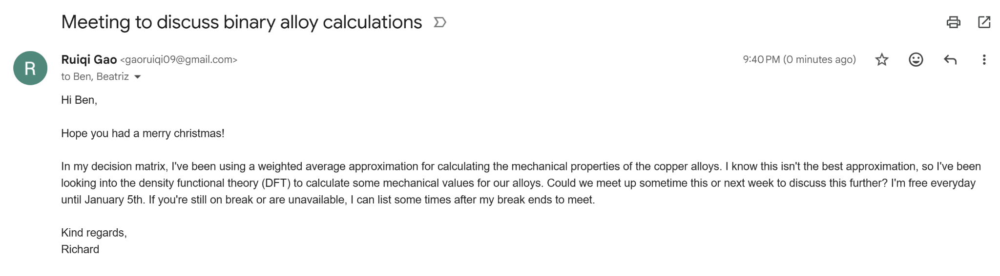 Meeting to discuss binary alloy calculations
Ruiqi Gao <gaoruiqi09@gmail.com>
9:40 PM (0 minutes ago)
to Ben, Beatriz
R
Hi Ben,
Hope you had a merry christmas!
In my decision matrix, I've been using a weighted average approximation for calculating the mechanical properties of the copper alloys. I know this isn't the best approximation, so I've been
looking into the density functional theory (DFT) to calculate some mechanical values for our alloys. Could we meet up sometime this or next week to discuss this further? I'm free everyday
until January 5th. If you're still on break or are unavailable, I can list some times after my break ends to meet.
Kind regards,
Richard